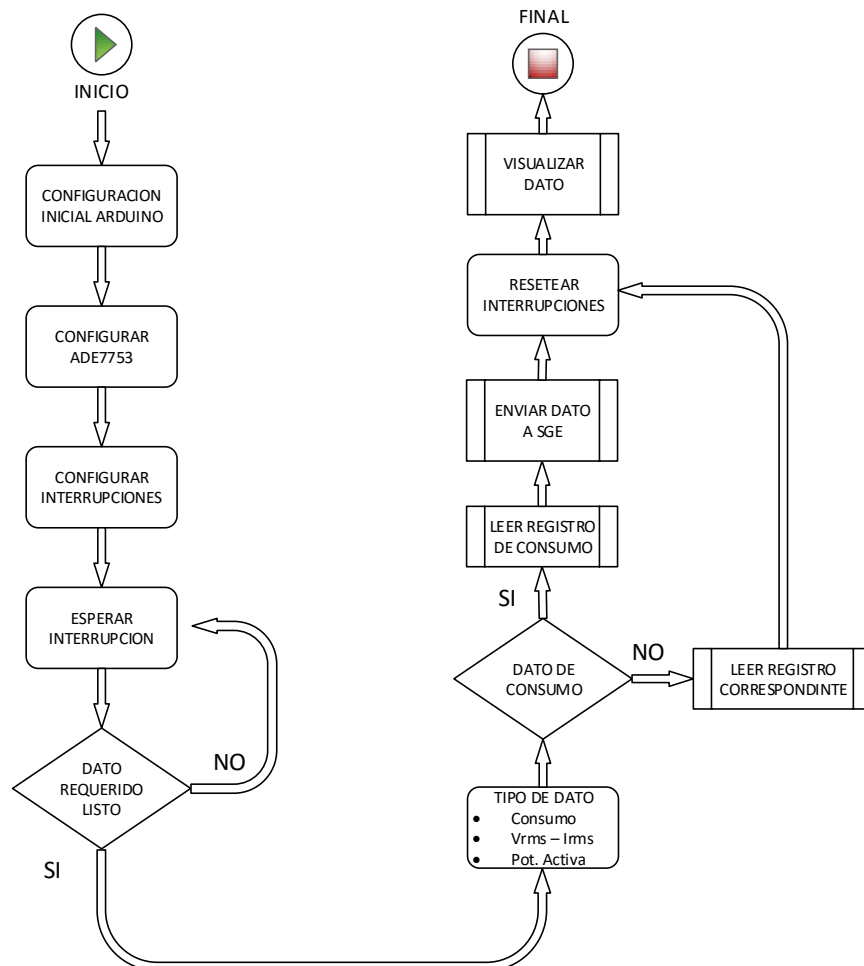 INICIO
CONFIGURACION
INICIAL ARDUINO
CONFIGURAR
ADE7753
CONFIGURAR
INTERRUPCIONES
ESPERAR
INTERRUPCION
DATO
REQUERIDO
LISTO
NO
SI
TIPO DE DATO
• Consumo
• Vrms – Irms
• Pot. Activa
DATO DE
CONSUMO
NO
LEER REGISTRO
CORRESPONDINTE
SI
LEER REGISTRO
DE CONSUMO
ENVIAR DATO
A SGE
RESETEAR
INTERRUPCIONES
VISUALIZAR
DATO
FINAL